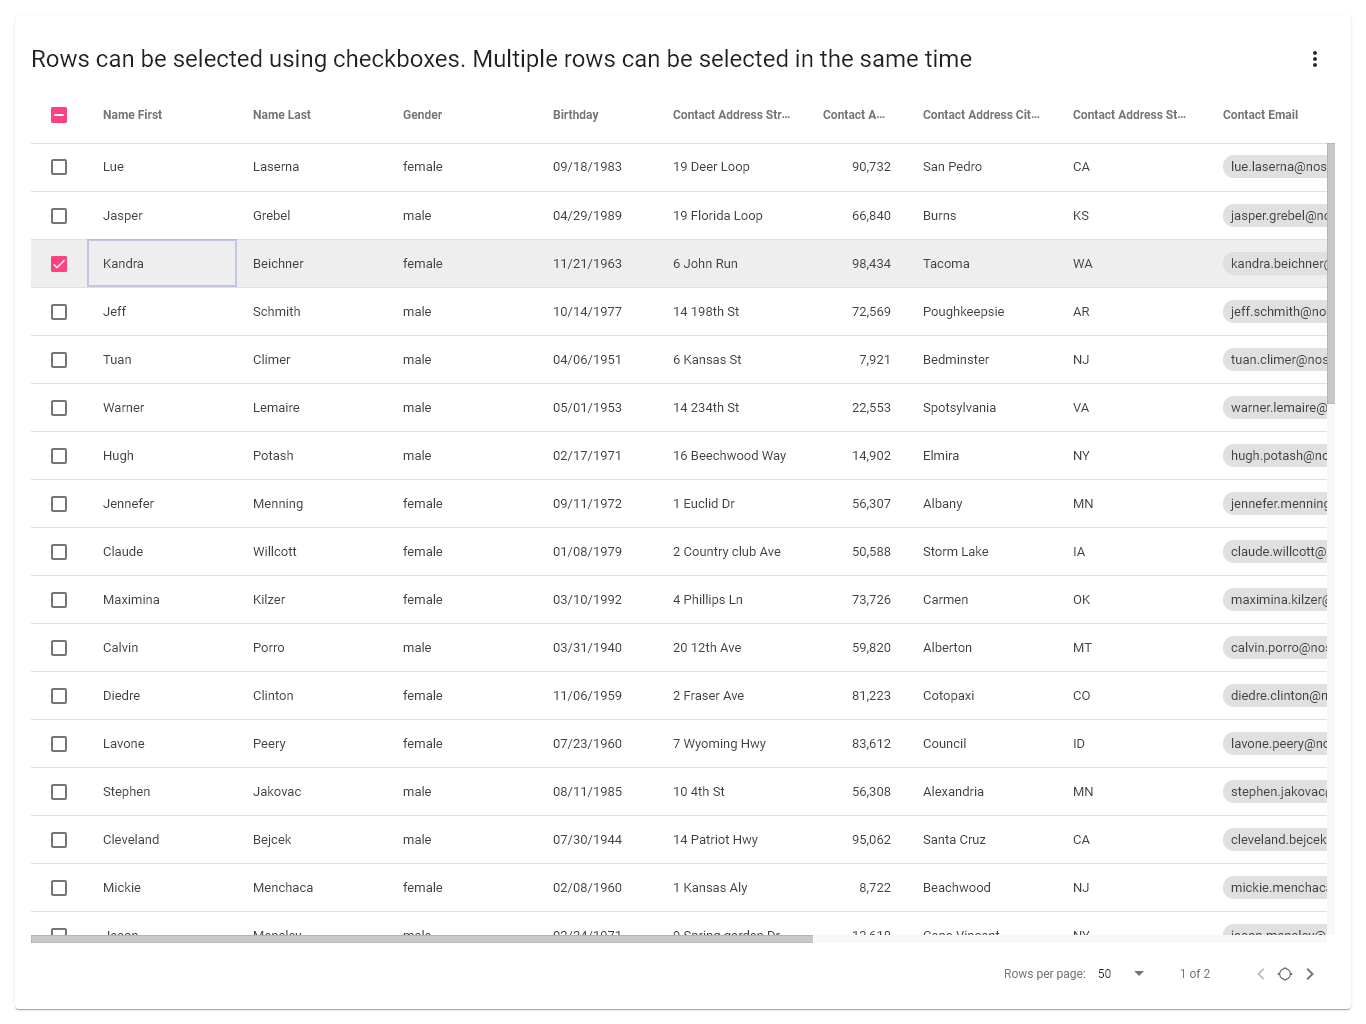 Rows can be selected using checkboxes. Multiple rows can be selected in the same time
Name First Name Last Gender Birthday Contact Address Str... Contact A... Contact Address Cit... Contact Address St... Contact Email
Lue Laserna female 09/18/1983 19 Deer Loop 90,732 San Pedro CA lue.laserna@nos
Jasper Grebel male 04/29/1989 19 Florida Loop 66,840 Burns KS jasper.grebel@no
Kandra Beichner female 11/21/1963 6 John Run 98,434 Tacoma WA kandra.beichner@
Jeff Schmith male 10/14/1977 14 198th St 72,569 Poughkeepsie AR jeff.schmith@no
Tuan Climer male 04/06/1951 6 Kansas St 7,921 Bedminster NJ tuan.climer@nos
Warner Lemaire male 05/01/1953 14 234th St 22,553 Spotsylvania VA warner.lemaire@
Hugh Potash male 02/17/1971 16 Beechwood Way 14,902 Elmira NY hugh.potash@no
Jennefer Menning female 09/11/1972 1 Euclid Dr 56,307 Albany MN jennefer.menning
Claude Willcott female 01/08/1979 2 Country club Ave 50,588 Storm Lake IA claude.willcott@
Maximina Kilzer female 03/10/1992 4 Phillips Ln 73,726 Carmen OK maximina.kilzer@
Calvin Porro male 03/31/1940 20 12th Ave 59,820 Alberton MT calvin.porro@nos
Diedre Clinton female 11/06/1959 2 Fraser Ave 81,223 Cotopaxi CO diedre.clinton@n
Lavone Peery female 07/23/1960 7 Wyoming Hwy 83,612 Council ID lavone.peery@no
Stephen Jakovac male 08/11/1985 10 4th St 56,308 Alexandria MN stephen.jakovac@
Cleveland Bejcek male 07/30/1944 14 Patriot Hwy 95,062 Santa Cruz CA cleveland.bejcek
Mickie Menchaca female 02/08/1960 1 Kansas Aly 8,722 Beachwood NJ mickie.menchac
male NY
Rows per page: 50 1 of 2